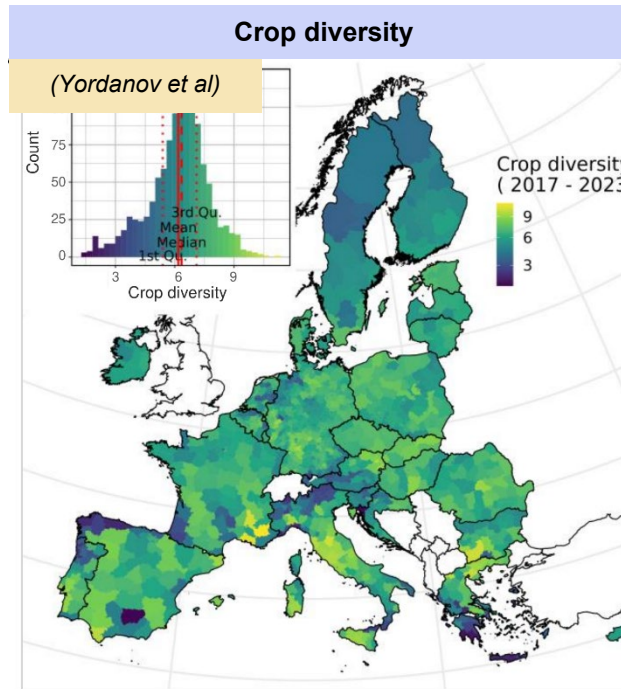 Crop diversity
(Yordanov et al)
75
50
25
0
Count
3rd Qu.
Mean
Median
1st Qu.
3
6
9
Crop diversity
Crop diversity
( 2017 - 2023
9
6
3